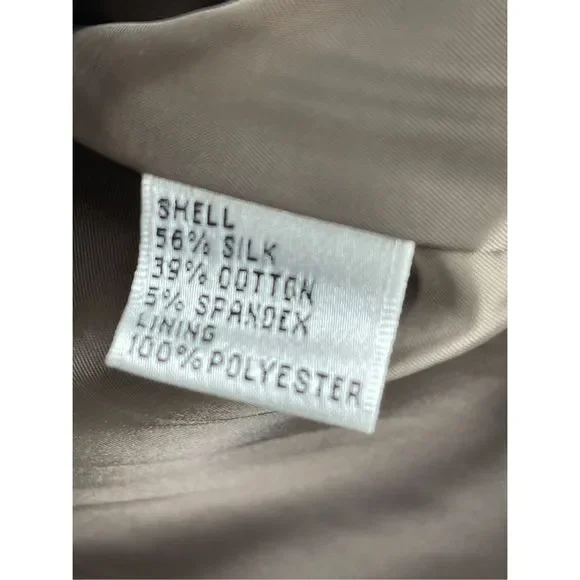 SHELL
56% SILK
39% COTTON
5% SPANDEX
LINING
100% POLYESTER